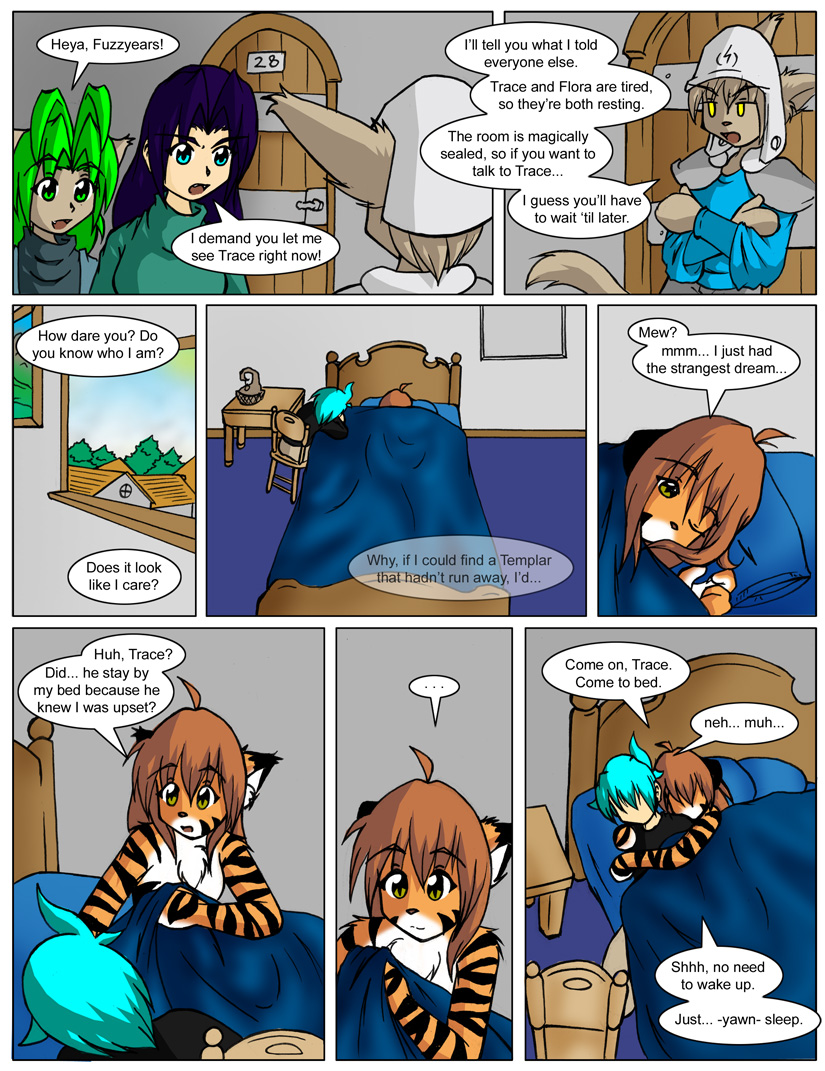 Heya, Fuzzyears!
28
I demand you let me
see Trace right now!
I'll tell you what I told
everyone else.
Trace and Flora are tired,
so they're both resting.
The room is magically
sealed, so if you want to
talk to Trace...
I guess you'll have
to wait 'til later.
How dare you? Do
you know who I am?
Does it look
like I care?
Why, if I could find a Templar
that hadn't run away, I'd...
Mew?
mmm... I just had
the strangest dream...
Huh, Trace?
Did... he stay by
my bed because he
knew I was upset?
. . .
Come on, Trace.
Come to bed.
neh... muh...
Shhh, no need
to wake up.
Just... -yawn- sleep.